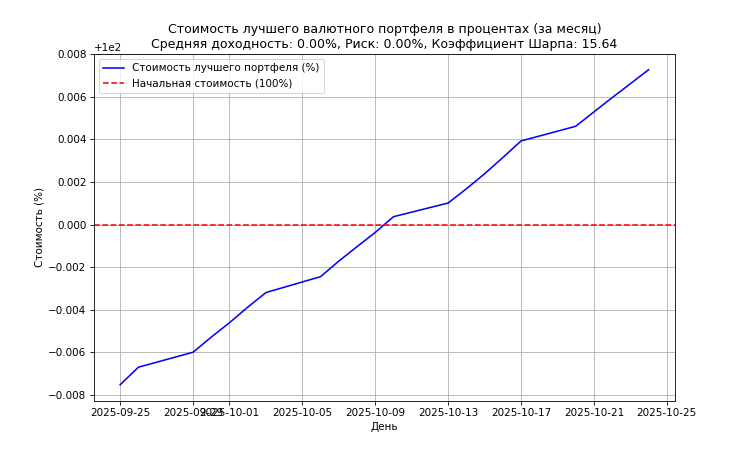 Стоимость лучшего валютного портфеля в процентах (за месяц)
Средняя доходность: 0.00%, Риск: 0.00%, Коэффициент Шарпа: 15.64
+1e2
Стоимость лучшего портфеля (%)
Начальная стоимость (100%)
Стоимость (%)
0.008
0.006
0.004
0.002
0.000
−0.002
−0.004
−0.006
−0.008
2025-09-25 2025-09-29 2025-10-01 2025-10-05 2025-10-09 2025-10-13 2025-10-17 2025-10-21 2025-10-25
День